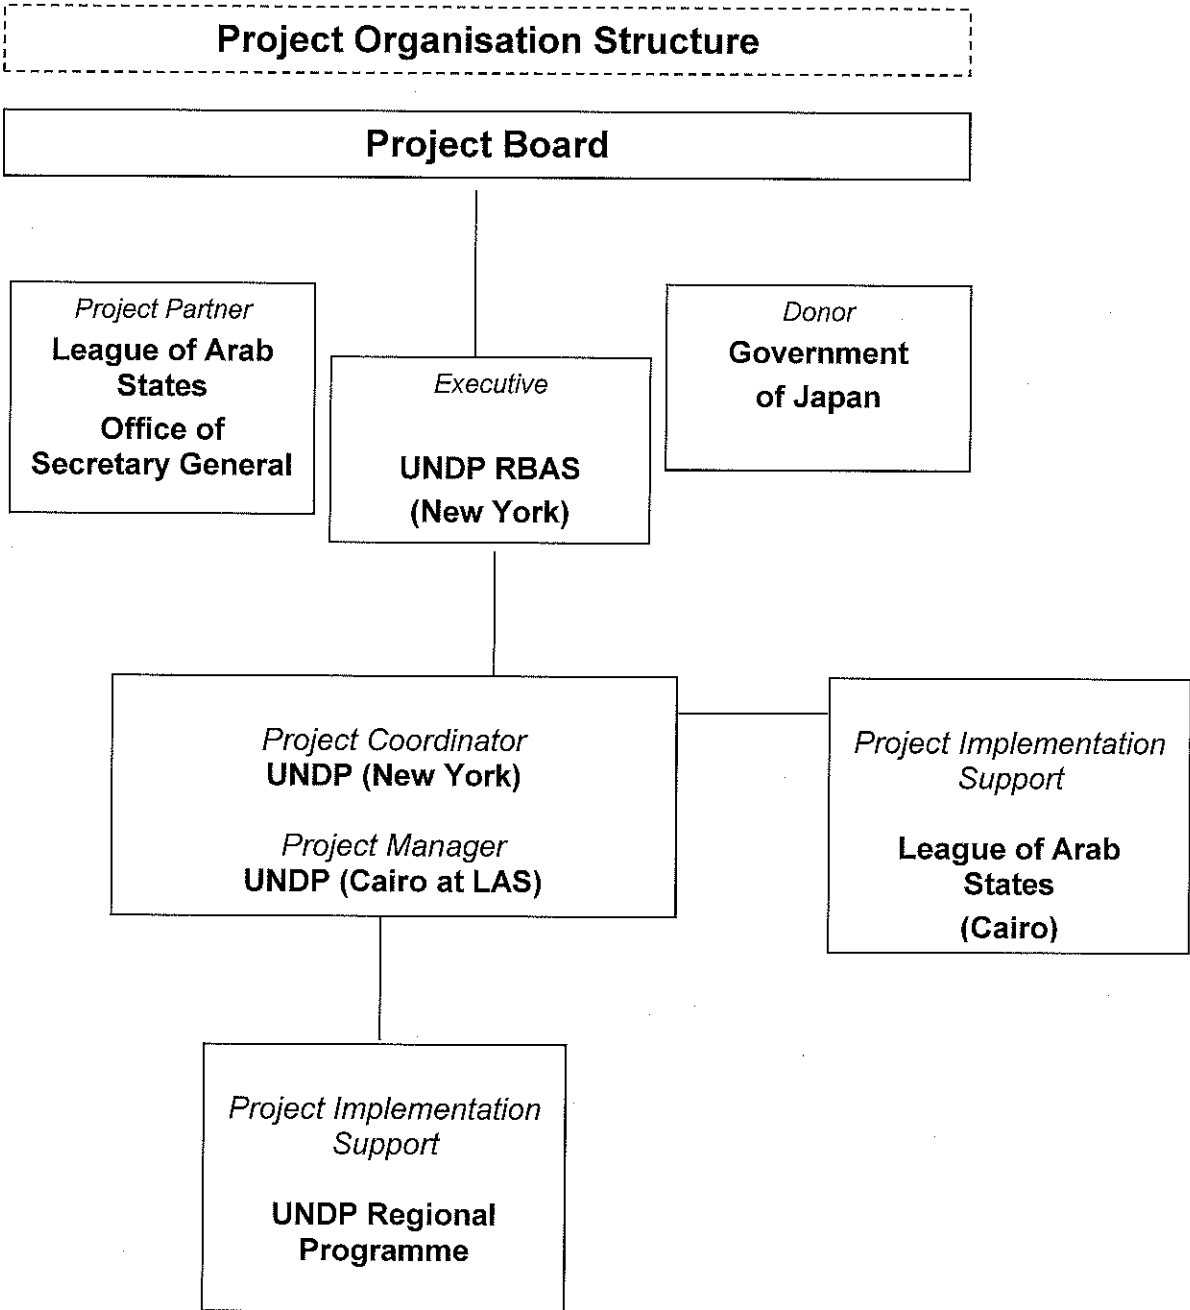 Project Organisation Structure
Project Board
Project Partner
League of Arab
States
Office of
Secretary General
Executive
UNDP RBAS
(New York)
Donor
Government
of Japan
Project Coordinator
UNDP (New York)
Project Manager
UNDP (Cairo at LAS)
Project Implementation
Support
League of Arab
States
(Cairo)
Project Implementation
Support
UNDP Regional
Programme